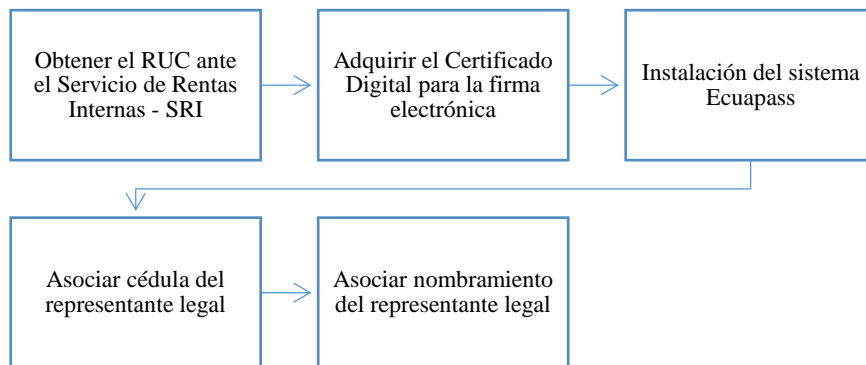 Obtener el RUC ante
el Servicio de Rentas
Internas - SRI
Adquirir el Certificado
Digital para la firma
electrónica
Instalación del sistema
Ecuapass
Asociar cédula del
representante legal
Asociar nombramiento
del representante legal